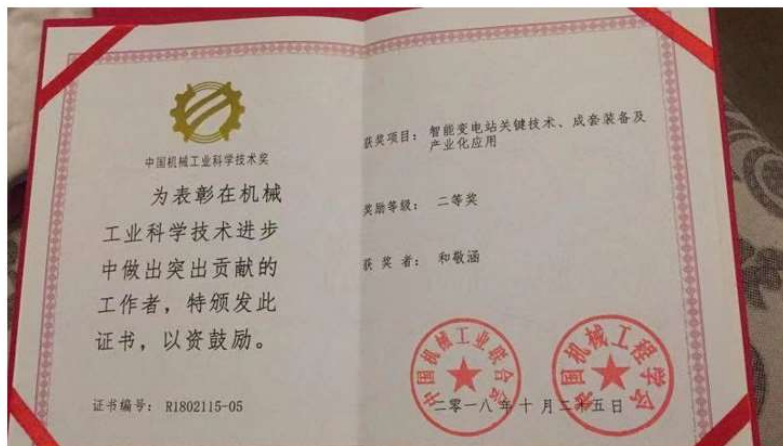 中国机械工业科学技术奖
为表彰在机械
工业科学技术进步
中做出突出贡献的
工作者，特颁发此
证书，以资鼓励。
证书编号： R1802115-05
获奖项目： 智能变电站关键技术、成套装备及
产业化应用
奖励等级： 二等奖
获奖者： 和敬涵
中国机械工业联合会
中国机械工程学会
二零一八年十月二十五日